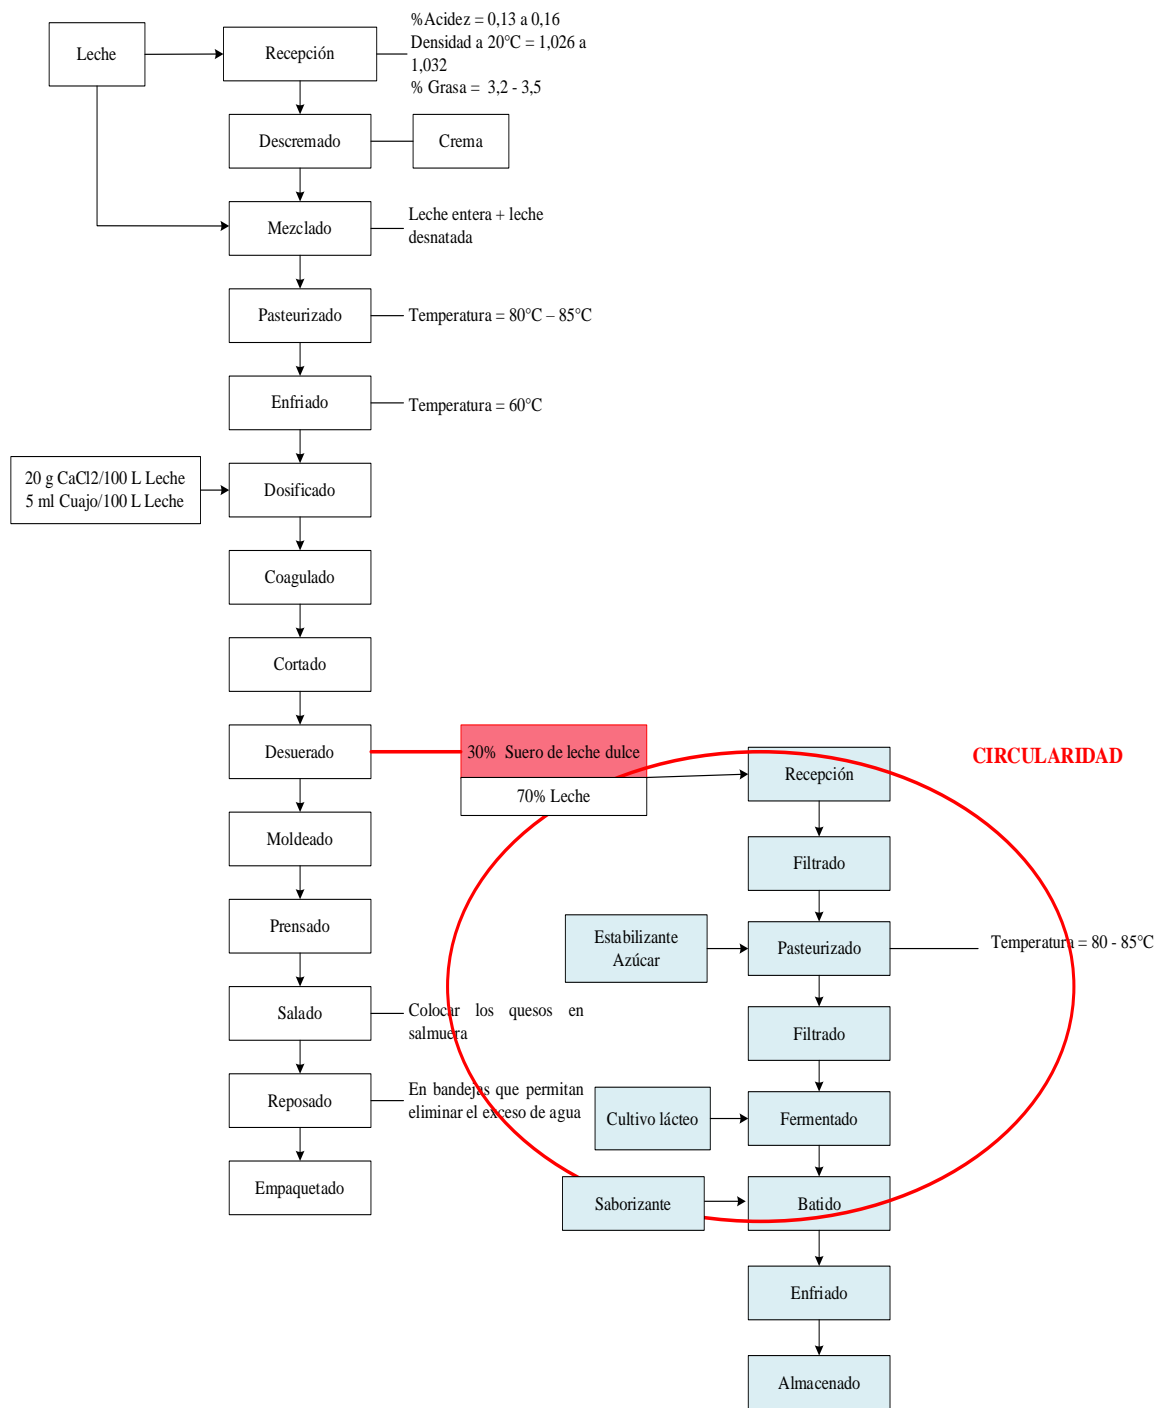 Leche
Recepción
%Acidez = 0,13 a 0,16
Densidad a 20°C = 1,026 a
1,032
% Grasa = 3,2 - 3,5
Descremado
Crema
Mezclado
Leche entera + leche
desnatada
Pasteurizado
Temperatura = 80°C – 85°C
Enfriado
Temperatura = 60°C
20 g CaCl2/100 L Leche
5 ml Cuajo/100 L Leche
Dosificado
Coagulado
Cortado
Desuerado
30% Suero de leche dulce
70% Leche
Moldeado
Prensado
Salado
Colocar los quesos en
salmuera
Reposado
En bandejas que permitan
eliminar el exceso de agua
Empaquetado
CIRCULARIDAD
Recepción
Filtrado
Estabilizante
Azúcar
Pasteurizado
Temperatura = 80 - 85°C
Filtrado
Cultivo lácteo
Fermentado
Saborizante
Batido
Enfriado
Almacenado